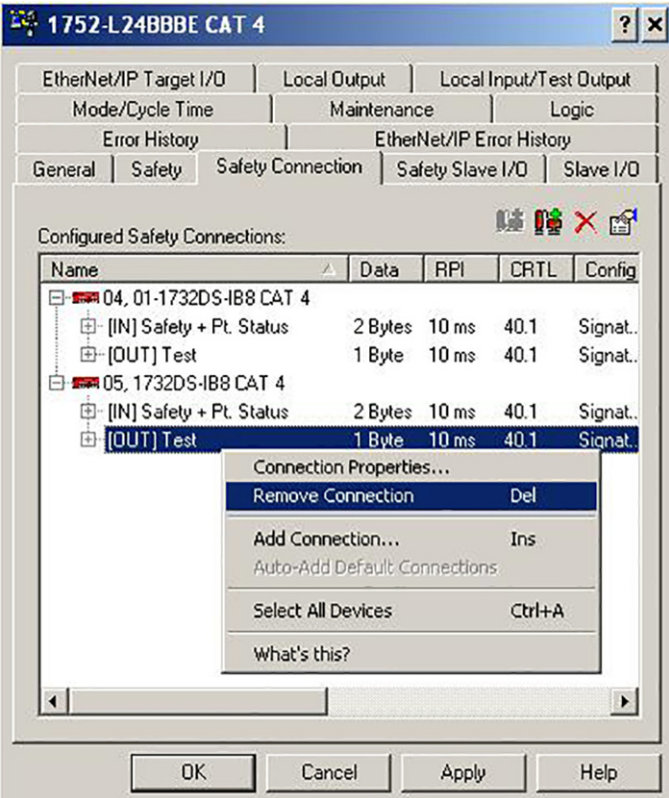 1752-L24BBBE CAT 4
EtherNet/IP Target I/O Local Output Local Input/Test Output
Mode/Cycle Time Maintenance Logic
Error History EtherNet/IP Error History
General Safety Safety Connection Safety Slave I/O Slave I/O
Configured Safety Connections:
Name Data RPI CRTL Config
04, 01-1732DS-IB8 CAT 4
[IN] Safety + Pt. Status 2 Bytes 10 ms 40.1 Signat..
[OUT] Test 1 Byte 10 ms 40.1 Signat..
05, 1732DS-IB8 CAT 4
[IN] Safety + Pt. Status 2 Bytes 10 ms 40.1 Signat..
[OUT] Test 1 Byte 10 ms 40.1 Signat..
Connection Properties...
Remove Connection Del
Add Connection... Ins
Auto-Add Default Connections
Select All Devices Ctrl+A
What's this?
OK Cancel Apply Help